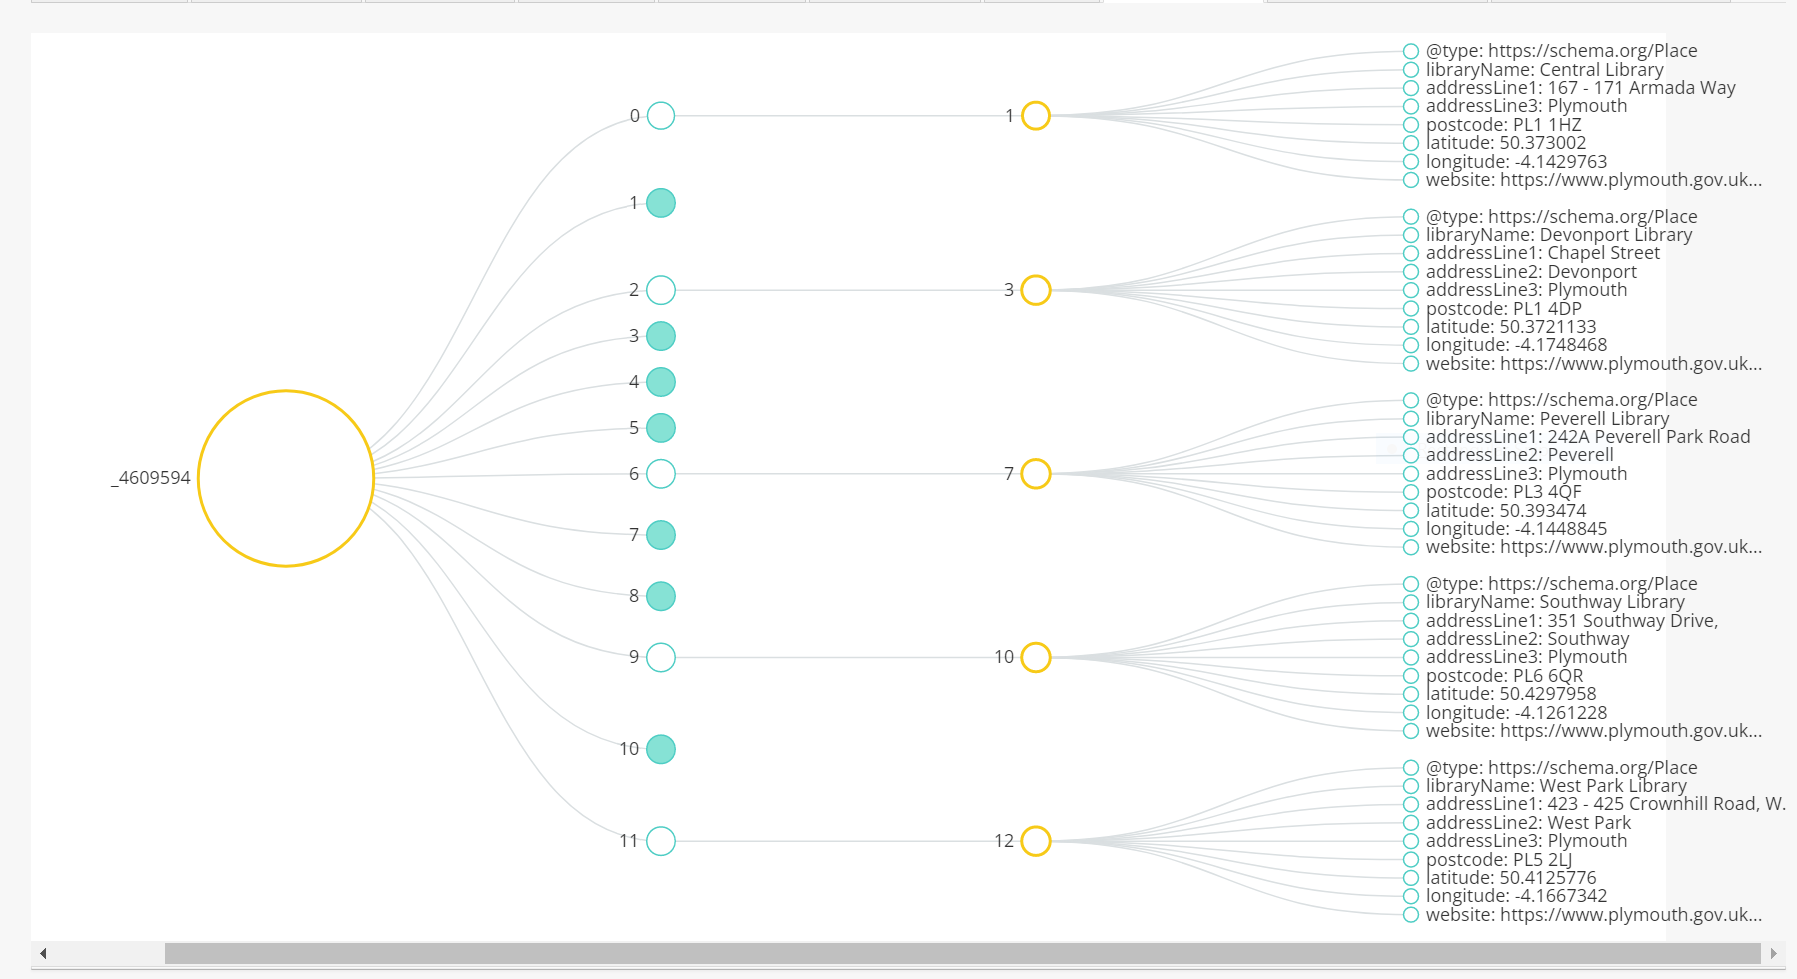 _4609594
0
1
2
3
4
5
6
7
8
9
10
11
1
3
7
10
12
@type: https://schema.org/Place
libraryName: Central Library
addressLine1: 167 - 171 Armada Way
addressLine3: Plymouth
postcode: PL1 1HZ
latitude: 50.373002
longitude: -4.1429763
website: https://www.plymouth.gov.uk...
@type: https://schema.org/Place
libraryName: Devonport Library
addressLine1: Chapel Street
addressLine2: Devonport
addressLine3: Plymouth
postcode: PL1 4DP
latitude: 50.3721133
longitude: -4.1748468
website: https://www.plymouth.gov.uk...
@type: https://schema.org/Place
libraryName: Peverell Library
addressLine1: 242A Peverell Park Road
addressLine2: Peverell
addressLine3: Plymouth
postcode: PL3 4QF
latitude: 50.393474
longitude: -4.1448845
website: https://www.plymouth.gov.uk...
@type: https://schema.org/Place
libraryName: Southway Library
addressLine1: 351 Southway Drive,
addressLine2: Southway
addressLine3: Plymouth
postcode: PL6 6QR
latitude: 50.4297958
longitude: -4.1261228
website: https://www.plymouth.gov.uk...
@type: https://schema.org/Place
libraryName: West Park Library
addressLine1: 423 - 425 Crownhill Road, W.
addressLine2: West Park
addressLine3: Plymouth
postcode: PL5 2LJ
latitude: 50.4125776
longitude: -4.1667342
website: https://www.plymouth.gov.uk...